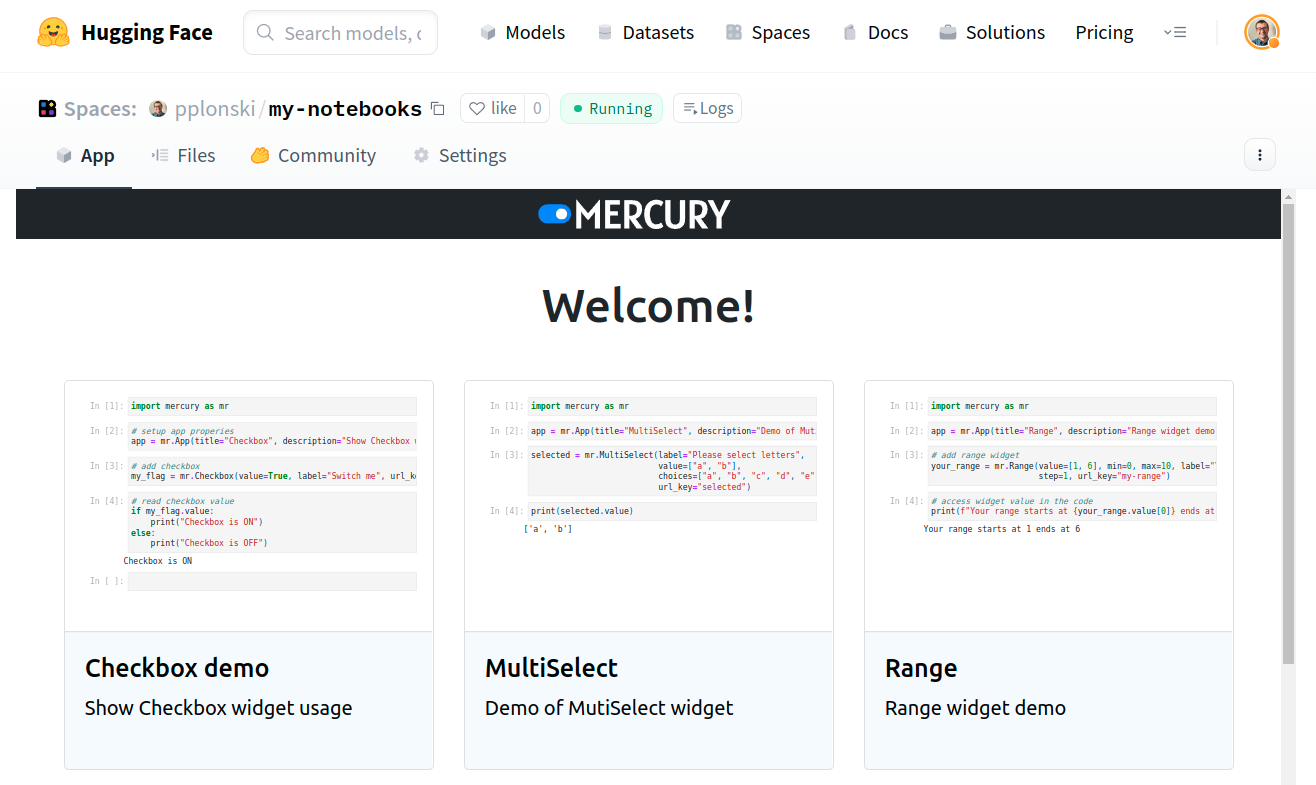 Hugging Face
Search models, c
Models
Datasets
Spaces
Docs
Solutions
Pricing
Spaces:
pplonski/my-notebooks
like
0
Running
Logs
App
Files
Community
Settings
MERCURY
Welcome!
In [1]: import mercury as mr
In [2]: # setup app properies
app = mr.App(title="Checkbox", description="Show Checkbox
In [3]: # add checkbox
my_flag = mr.Checkbox(value=True, label="Switch me", url_k
In [4]: # read checkbox value
if my_flag.value:
    print("Checkbox is ON")
else:
    print("Checkbox is OFF")
Checkbox is ON
In [ ]:
Checkbox demo
Show Checkbox widget usage
In [1]: import mercury as mr
In [2]: app = mr.App(title="MultiSelect", description="Demo of Mut
In [3]: selected = mr.MultiSelect(label="Please select letters",
value=["a", "b"],
choices=["a", "b", "c", "d", "e"
url_key="selected")
In [4]: print(selected.value)
['a', 'b']
MultiSelect
Demo of MutiSelect widget
In [1]: import mercury as mr
In [2]: app = mr.App(title="Range", description="Range widget demo
In [3]: # add range widget
your_range = mr.Range(value=[1, 6], min=0, max=10, label="
step=1, url_key="my-range")
In [4]: # access widget value in the code
print(f"Your range starts at {your_range.value[0]} ends at
Your range starts at 1 ends at 6
Range
Range widget demo